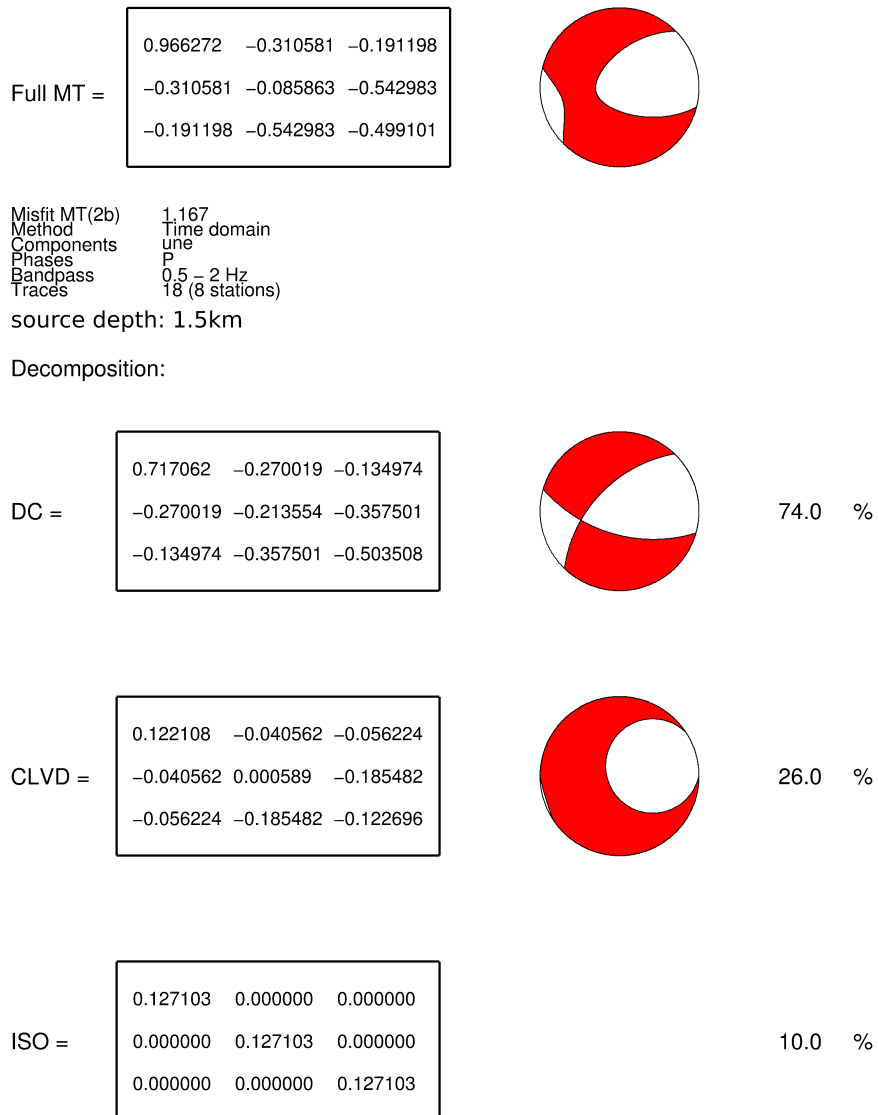 0.966272 −0.310581 −0.191198
Full MT = −0.310581 −0.085863 −0.542983
−0.191198 −0.542983 −0.499101
Misfit MT(2b) 1.167
Method Time domain
Components une
Phases P
Bandpass 0.5 − 2 Hz
Traces 18 (8 stations)
source depth: 1.5km
Decomposition:
0.717062 −0.270019 −0.134974
DC = −0.270019 −0.213554 −0.357501 74.0 %
−0.134974 −0.357501 −0.503508
0.122108 −0.040562 −0.056224
CLVD = −0.040562 0.000589 −0.185482 26.0 %
−0.056224 −0.185482 −0.122696
0.127103 0.000000 0.000000
ISO = 0.000000 0.127103 0.000000 10.0 %
0.000000 0.000000 0.127103